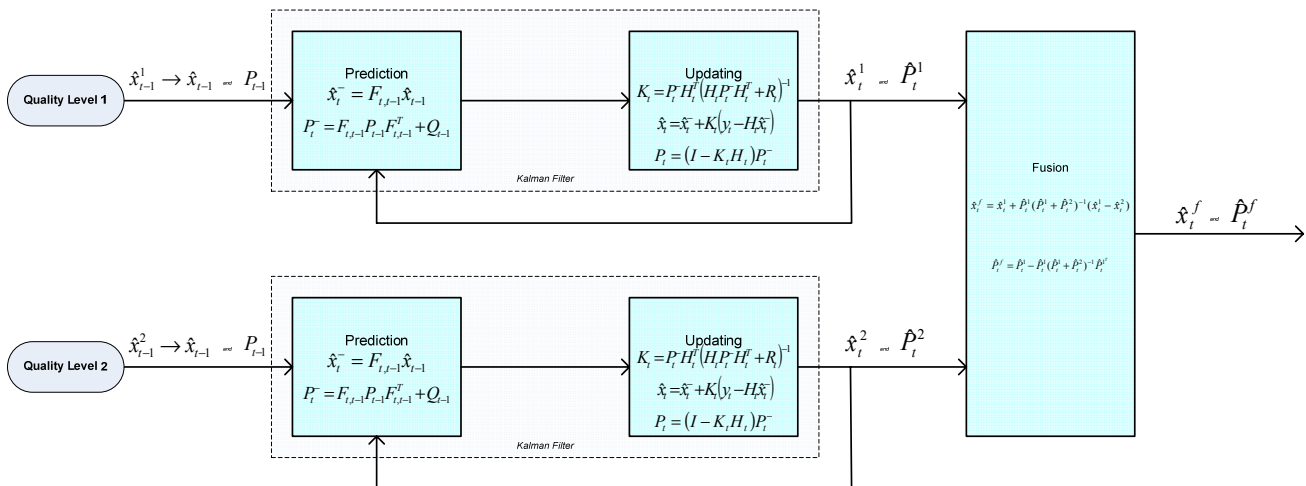 Quality Level 1
x̂¹ₜ₋₁ → x̂ₜ₋₁ and Pₜ₋₁
Prediction
x̂ₜ⁻ = Fₜ,ₜ₋₁x̂ₜ₋₁
Pₜ⁻ = Fₜ,ₜ₋₁Pₜ₋₁Fᵀₜ,ₜ₋₁ + Qₜ₋₁
Updating
Kₜ = Pₜ⁻Hₜᵀ(HₜPₜ⁻Hₜᵀ + Rₜ)⁻¹
x̂ₜ = x̂ₜ⁻ + Kₜ(yₜ − Hₜx̂ₜ⁻)
Pₜ = (I − KₜHₜ)Pₜ⁻
Kalman Filter
x̂ₜ¹ and P̂ₜ¹
Quality Level 2
x̂²ₜ₋₁ → x̂ₜ₋₁ and Pₜ₋₁
Prediction
x̂ₜ⁻ = Fₜ,ₜ₋₁x̂ₜ₋₁
Pₜ⁻ = Fₜ,ₜ₋₁Pₜ₋₁Fᵀₜ,ₜ₋₁ + Qₜ₋₁
Updating
Kₜ = Pₜ⁻Hₜᵀ(HₜPₜ⁻Hₜᵀ + Rₜ)⁻¹
x̂ₜ = x̂ₜ⁻ + Kₜ(yₜ − Hₜx̂ₜ⁻)
Pₜ = (I − KₜHₜ)Pₜ⁻
Kalman Filter
x̂ₜ² and P̂ₜ²
Fusion
x̂ₜᶠ = x̂ₜ¹ + P̂ₜ¹(P̂ₜ¹ + P̂ₜ²)⁻¹(x̂ₜ¹ − x̂ₜ²)
P̂ₜᶠ = P̂ₜ¹ − P̂ₜ¹(P̂ₜ¹ + P̂ₜ²)⁻¹P̂ₜ¹ᵀ
x̂ₜᶠ and P̂ₜᶠ